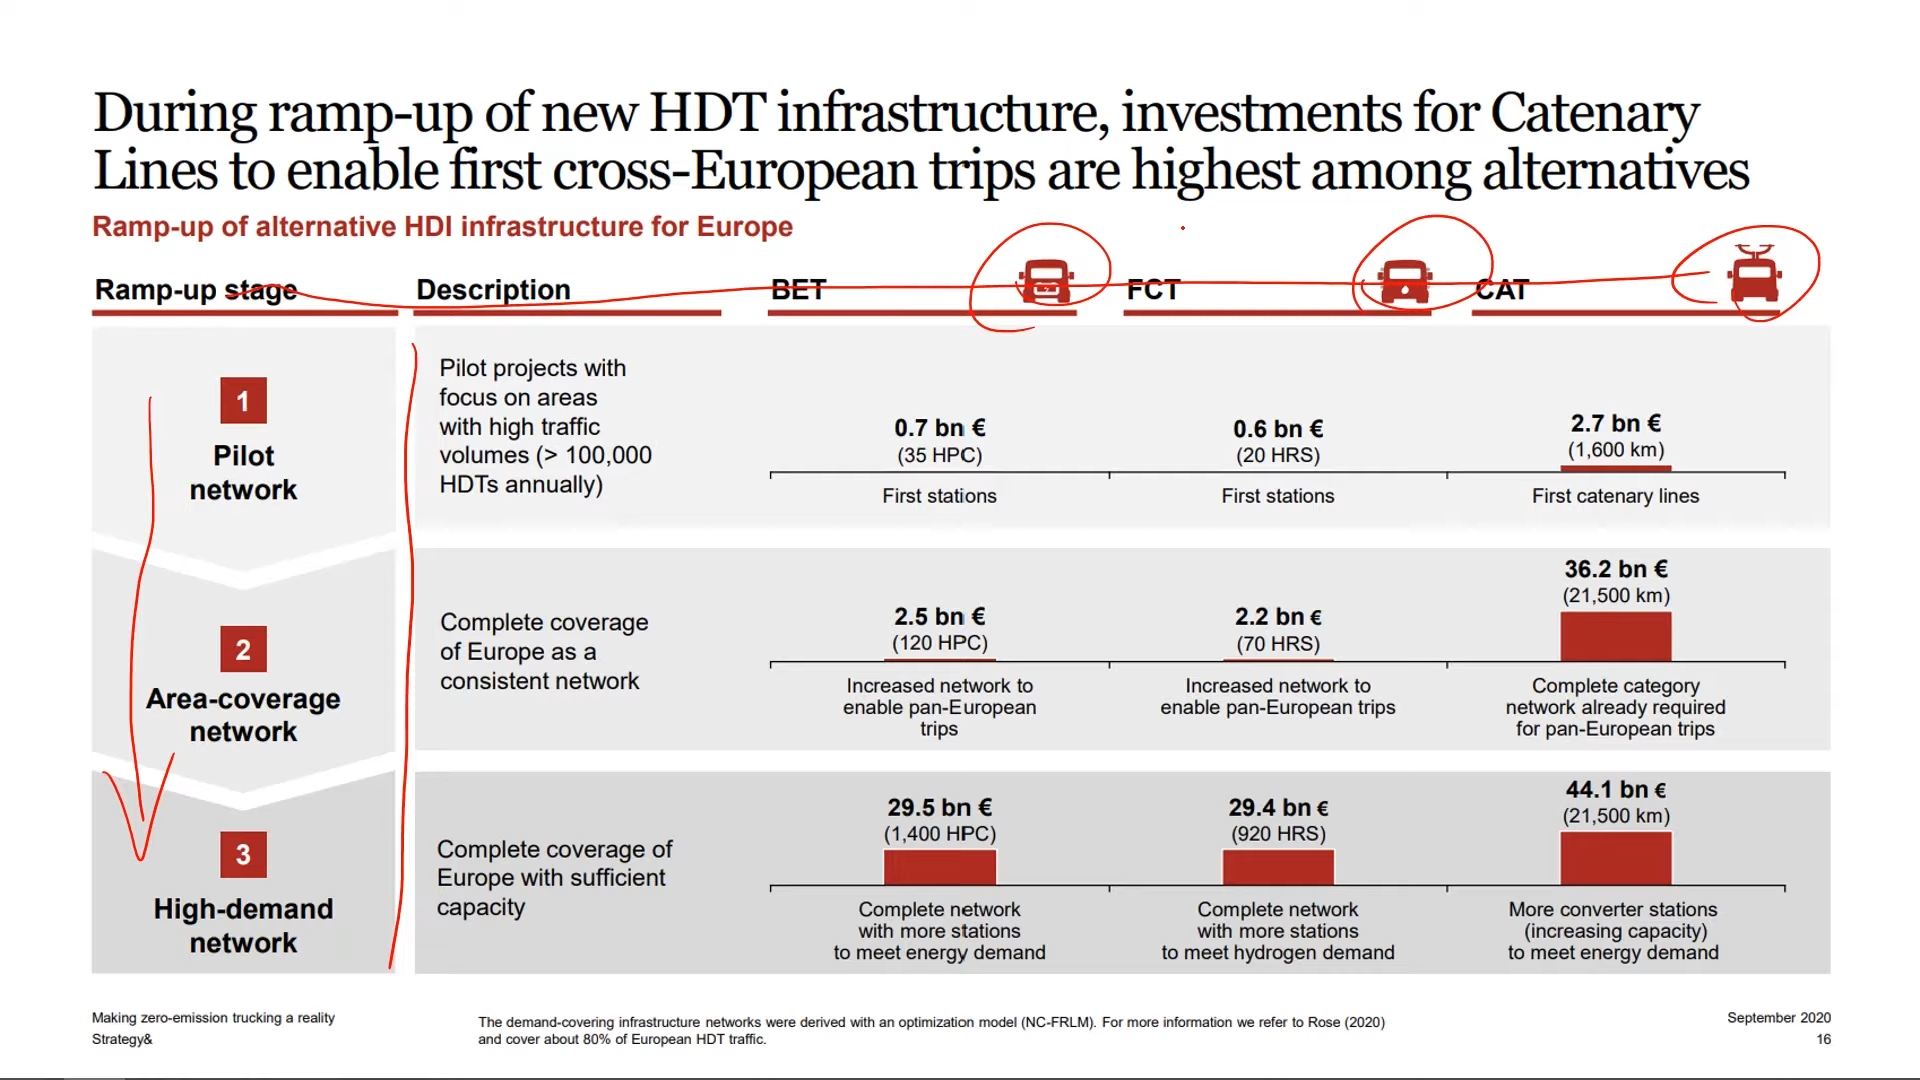 During ramp-up of new HDT infrastructure, investments for Catenary
Lines to enable first cross-European trips are highest among alternatives
Ramp-up of alternative HDI infrastructure for Europe
Ramp-up stage Description BET FCT CAT
1
Pilot
network
Pilot projects with
focus on areas
with high traffic
volumes (> 100,000
HDTs annually)
0.7 bn €
(35 HPC)
First stations
0.6 bn €
(20 HRS)
First stations
2.7 bn €
(1,600 km)
First catenary lines
2
Area-coverage
network
Complete coverage
of Europe as a
consistent network
2.5 bn €
(120 HPC)
Increased network to
enable pan-European
trips
2.2 bn €
(70 HRS)
Increased network to
enable pan-European trips
36.2 bn €
(21,500 km)
Complete category
network already required
for pan-European trips
3
High-demand
network
Complete coverage of
Europe with sufficient
capacity
29.5 bn €
(1,400 HPC)
Complete network
with more stations
to meet energy demand
29.4 bn €
(920 HRS)
Complete network
with more stations
to meet hydrogen demand
44.1 bn €
(21,500 km)
More converter stations
(increasing capacity)
to meet energy demand
Making zero-emission trucking a reality
Strategy&
The demand-covering infrastructure networks were derived with an optimization model (NC-FRLM). For more information we refer to Rose (2020)
and cover about 80% of European HDT traffic.
September 2020
16